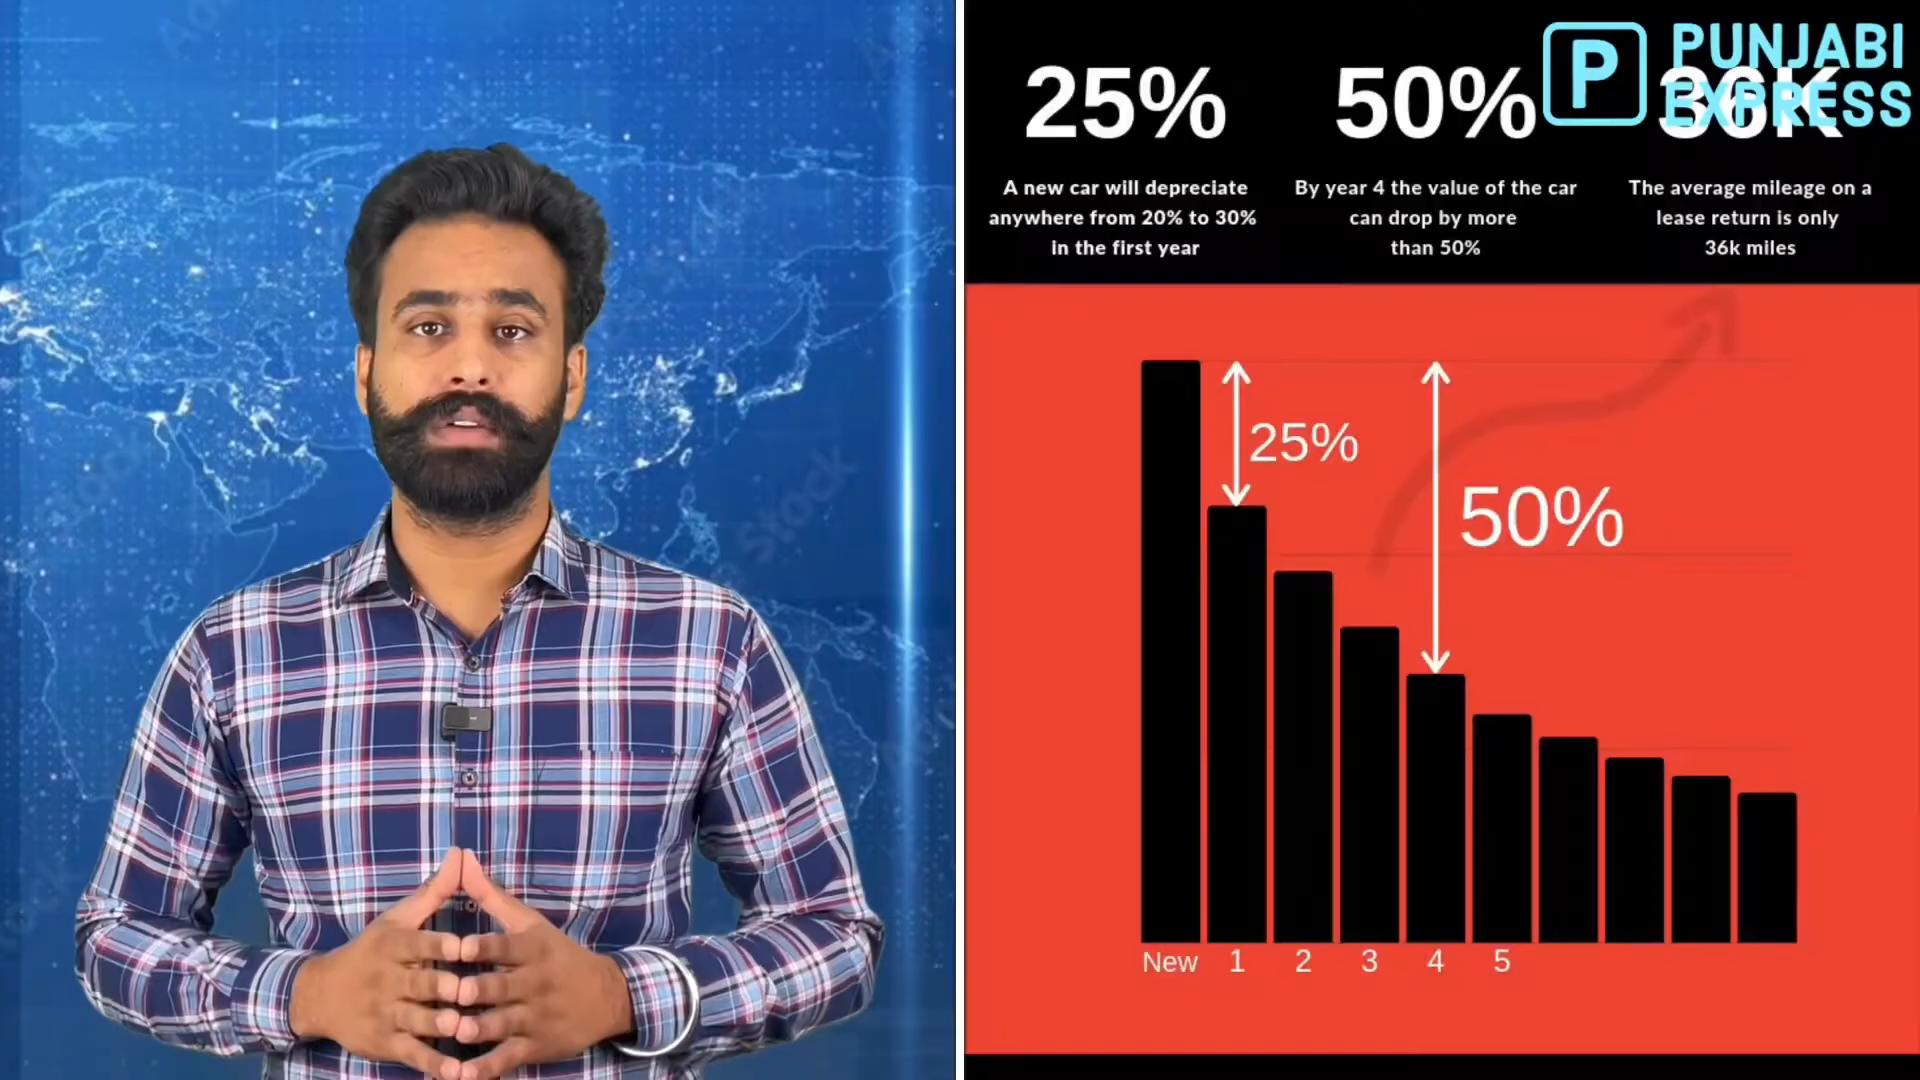 25%
A new car will depreciate
anywhere from 20% to 30%
in the first year
50%
By year 4 the value of the car
can drop by more
than 50%
36K
The average mileage on a
lease return is only
36k miles
P
PUNJABI
EXPRESS
25%
50%
New 1 2 3 4 5
stock